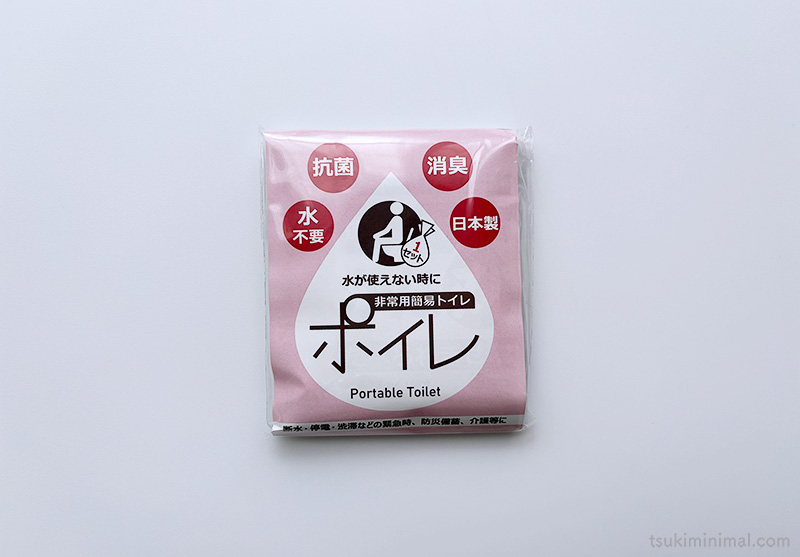 抗菌
消臭
水
不要
日本製
1
セット
水が使えない時に
非常用簡易トイレ
ポイレ
Portable Toilet
断水・停電・渋滞などの緊急時、防災備蓄、介護等に
tsukiminimal.com